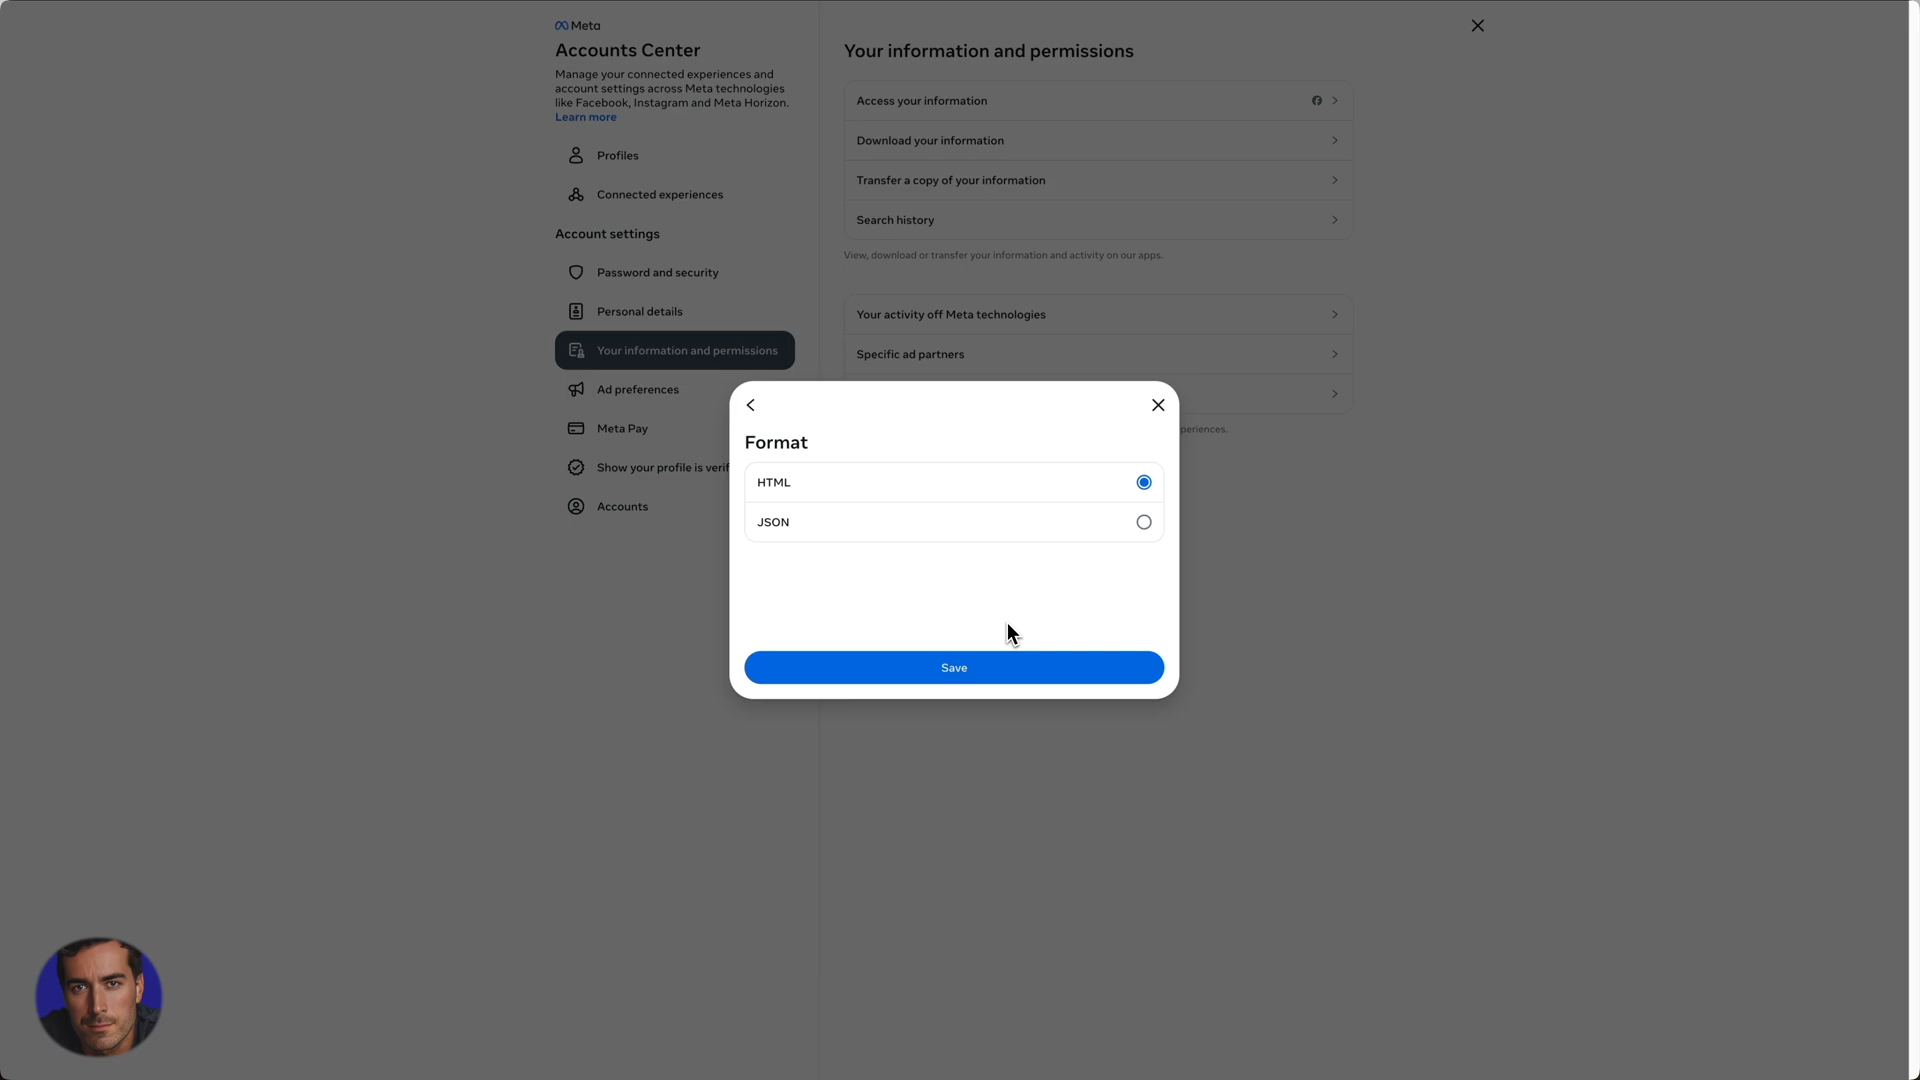 Meta
Accounts Center
Manage your connected experiences and
account settings across Meta technologies
like Facebook, Instagram and Meta Horizon.
Learn more
Profiles
Connected experiences
Account settings
Password and security
Personal details
Your information and permissions
Ad preferences
Meta Pay
Show your profile is verif
Accounts
Your information and permissions
Access your information
Download your information
Transfer a copy of your information
Search history
View, download or transfer your information and activity on our apps.
Your activity off Meta technologies
Specific ad partners
periences.
Format
HTML
JSON
Save